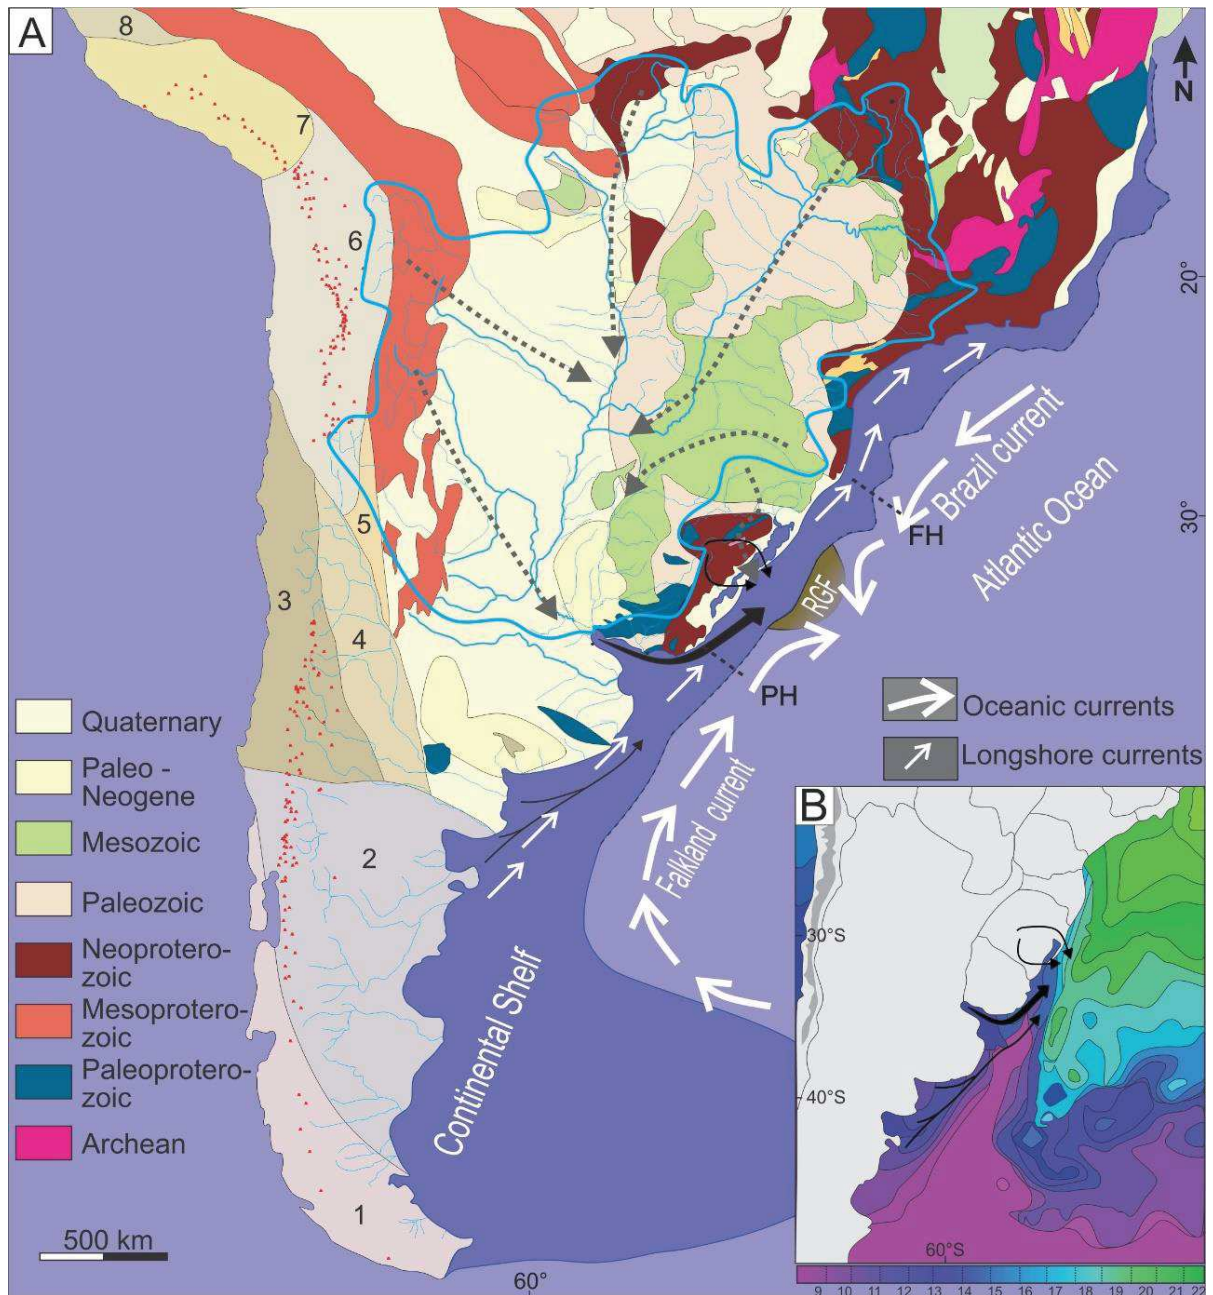 A
8
7
6
5
3
4
2
1
N
20°
30°
60°
Brazil current
Atlantic Ocean
FH
RGF
PH
Falkland current
Continental Shelf
Quaternary
Paleo -
Neogene
Mesozoic
Paleozoic
Neoprotero-
zoic
Mesoprotero-
zoic
Paleoprotero-
zoic
Archean
500 km
Oceanic currents
Longshore currents
B
30°S
40°S
60°S
9 10 11 12 13 14 15 16 17 18 19 20 21 22